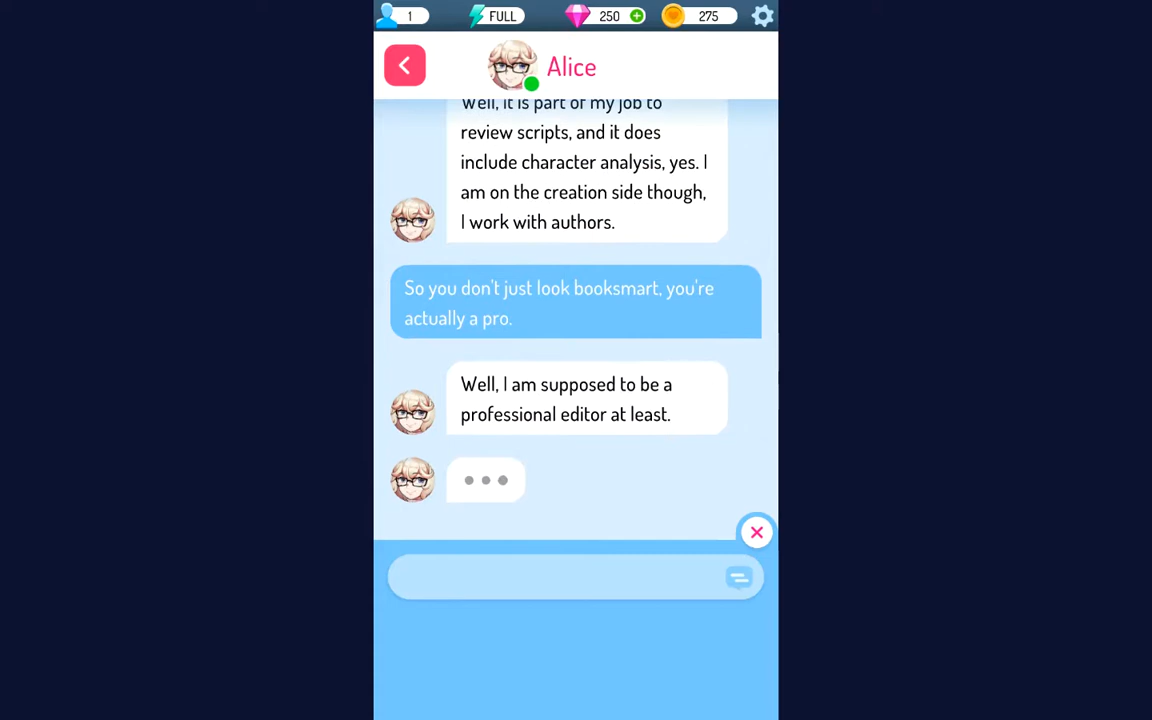 1
FULL
250
275
Alice
Well, it is part of my job to
review scripts, and it does
include character analysis, yes. I
am on the creation side though,
I work with authors.
So you don't just look booksmart, you're
actually a pro.
Well, I am supposed to be a
professional editor at least.